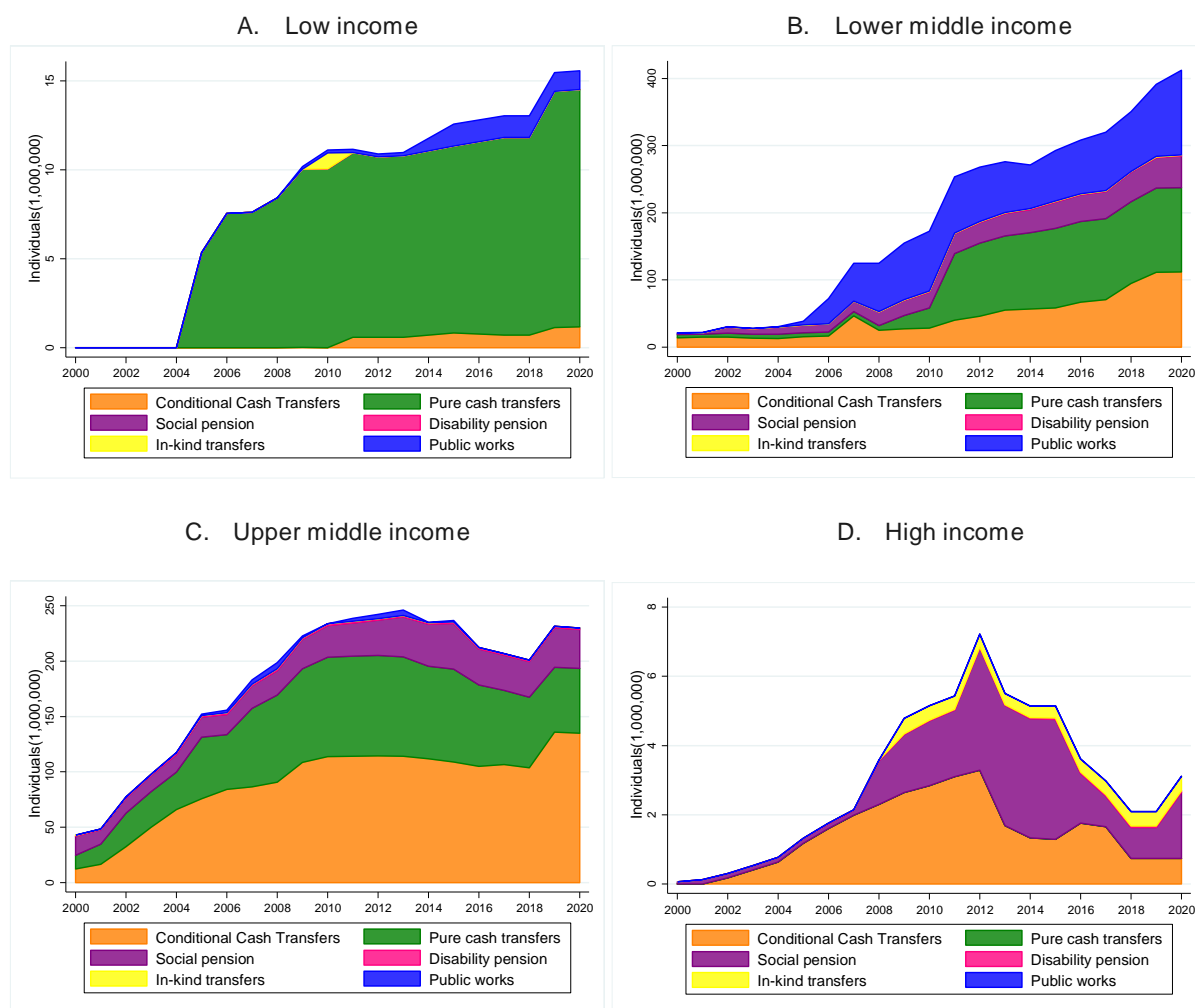 A. Low income
Individuals(1,000,000)
15
10
5
0
2000 2002 2004 2006 2008 2010 2012 2014 2016 2018 2020
Conditional Cash Transfers Pure cash transfers
Social pension Disability pension
In-kind transfers Public works
B. Lower middle income
Individuals(1,000,000)
400
300
200
100
0
2000 2002 2004 2006 2008 2010 2012 2014 2016 2018 2020
Conditional Cash Transfers Pure cash transfers
Social pension Disability pension
In-kind transfers Public works
C. Upper middle income
Individuals(1,000,000)
250
200
150
100
50
0
2000 2002 2004 2006 2008 2010 2012 2014 2016 2018 2020
Conditional Cash Transfers Pure cash transfers
Social pension Disability pension
In-kind transfers Public works
D. High income
Individuals(1,000,000)
8
6
4
2
0
2000 2002 2004 2006 2008 2010 2012 2014 2016 2018 2020
Conditional Cash Transfers Pure cash transfers
Social pension Disability pension
In-kind transfers Public works